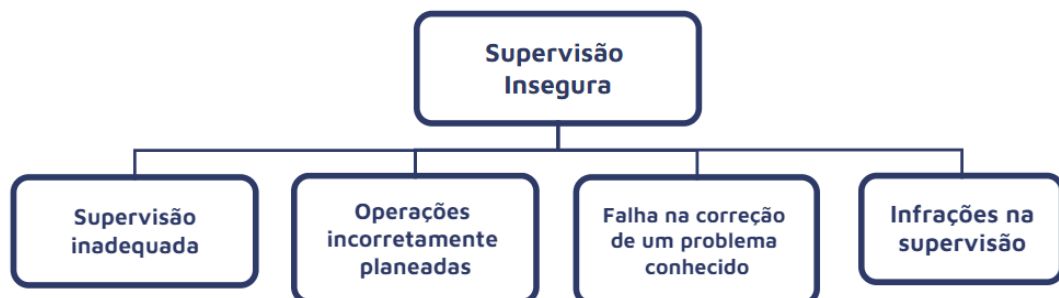 Supervisão
Insegura
Supervisão
inadequada
Operações
incorretamente
planeadas
Falha na correção
de um problema
conhecido
Infrações na
supervisão